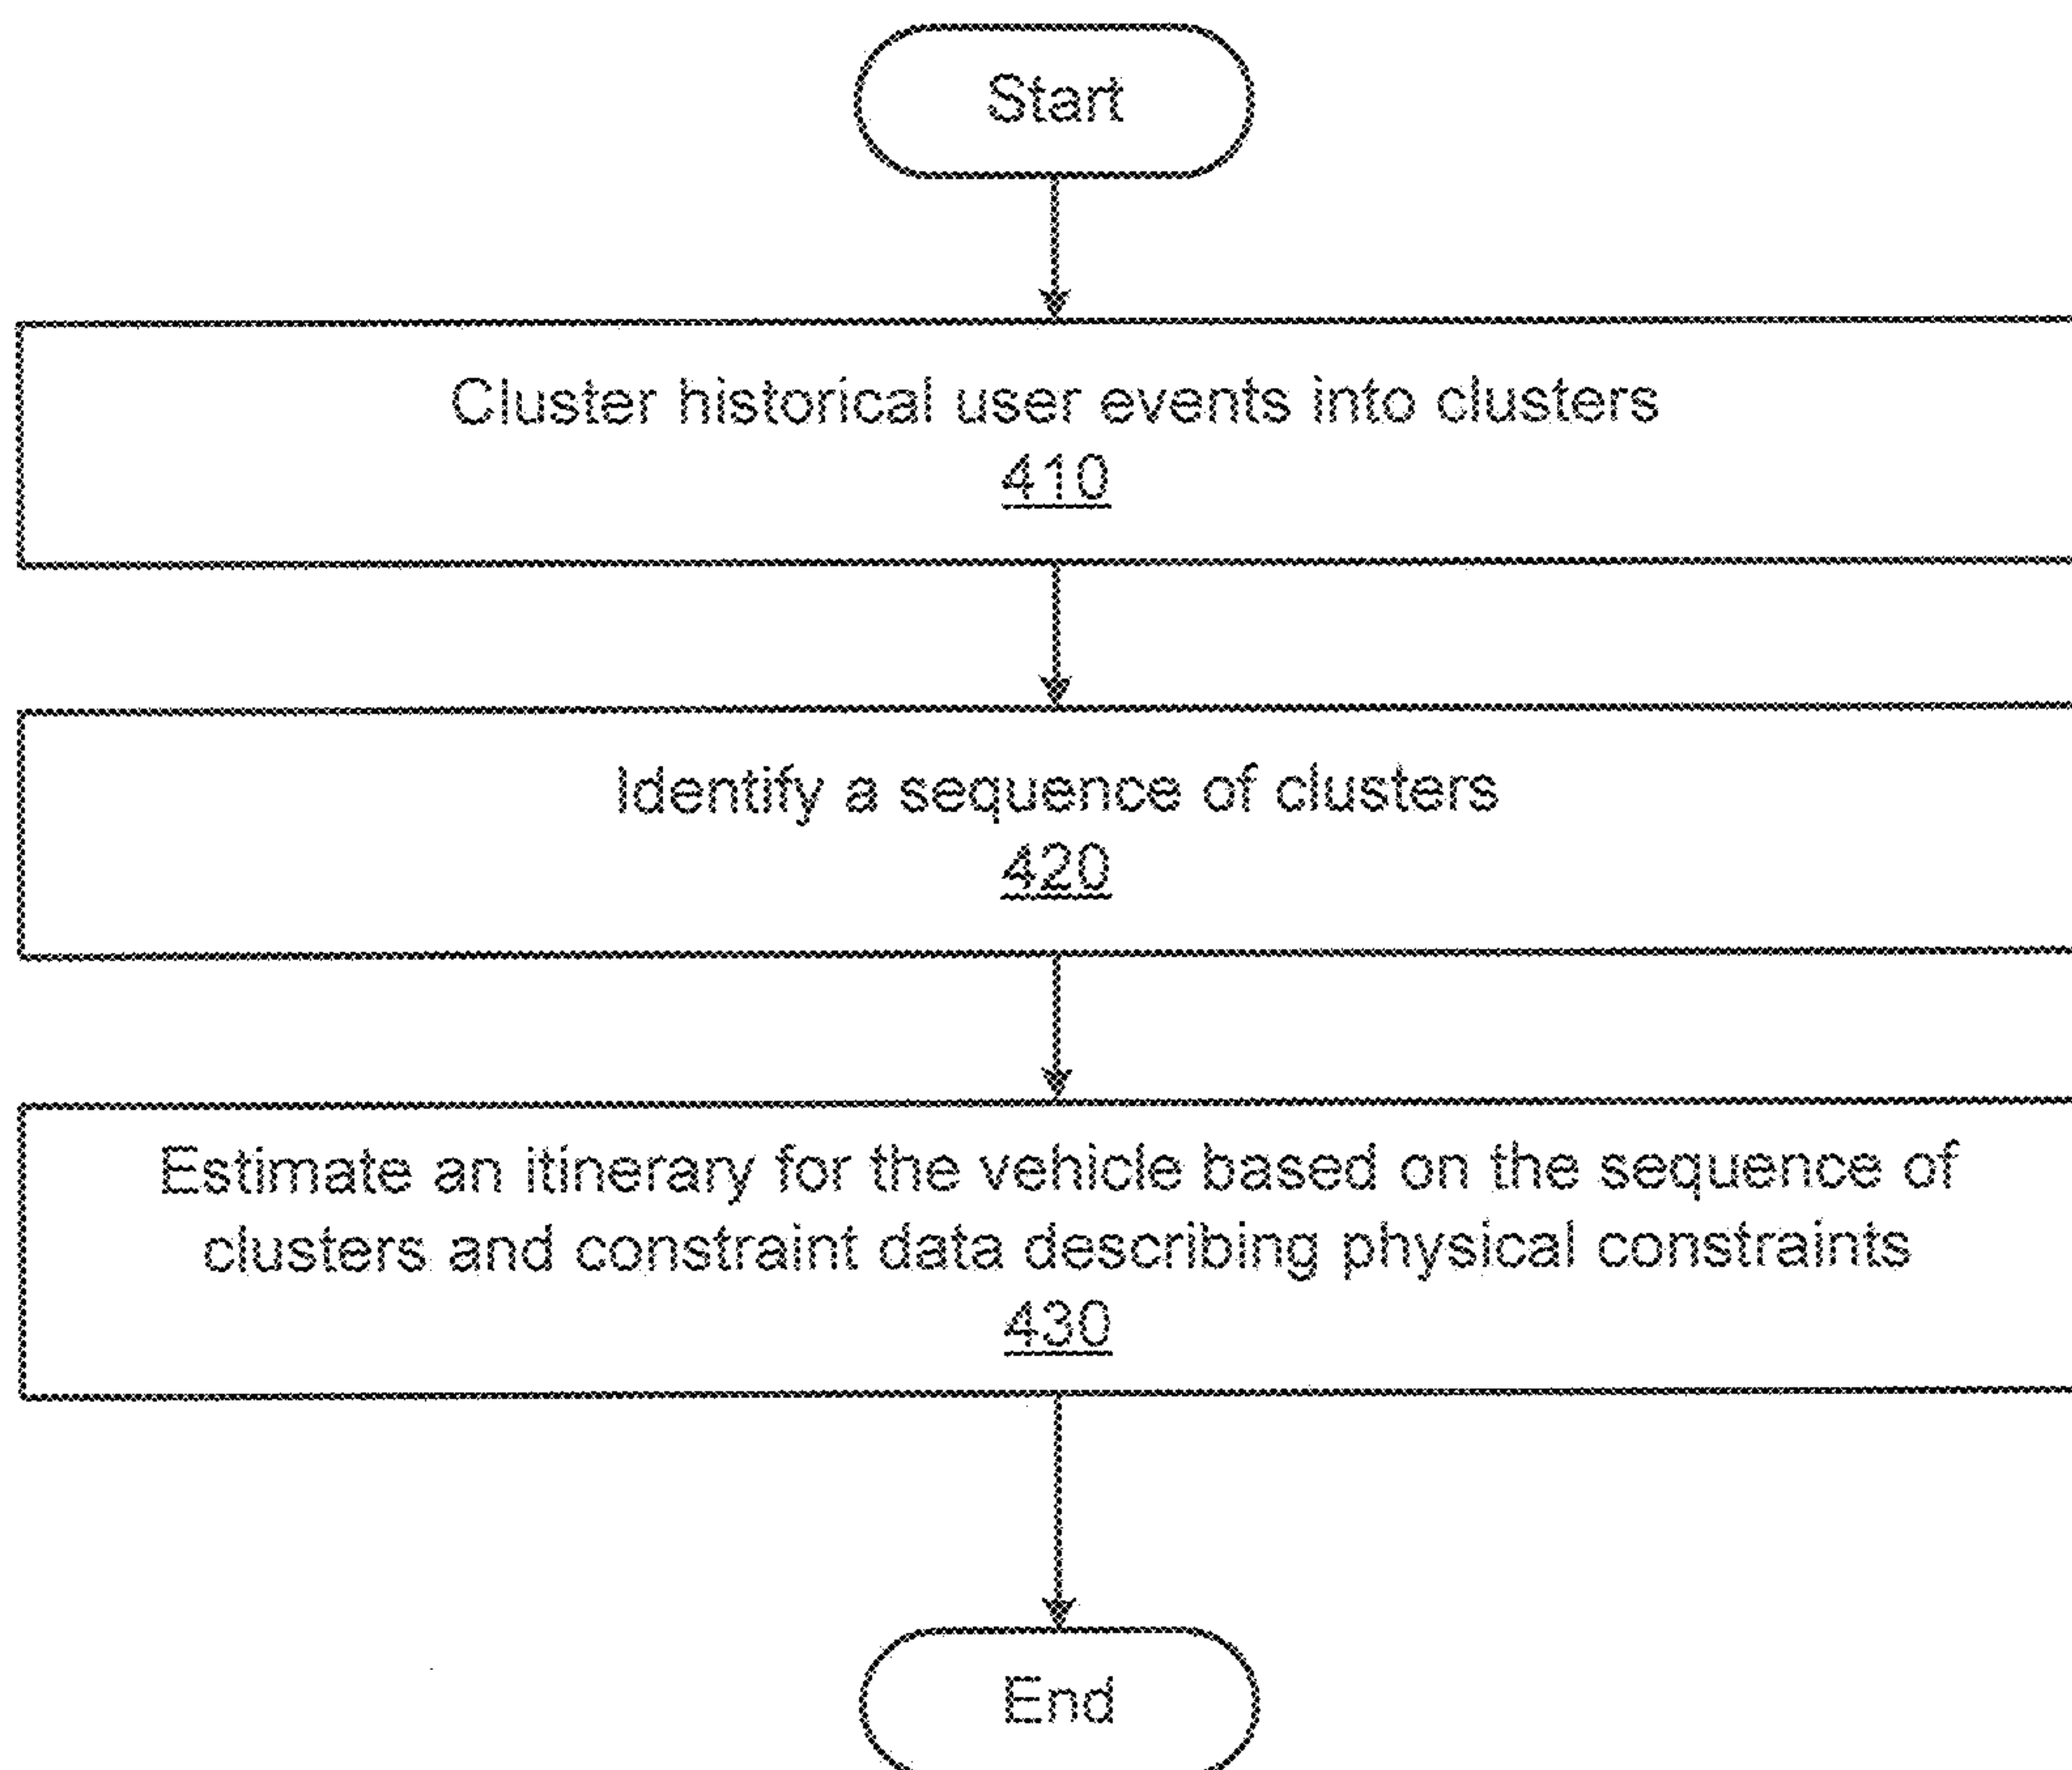 Start
Cluster historical user events into clusters
410
Identify a sequence of clusters
420
Estimate an itinerary for the vehicle based on the sequence of
clusters and constraint data describing physical constraints
430
End